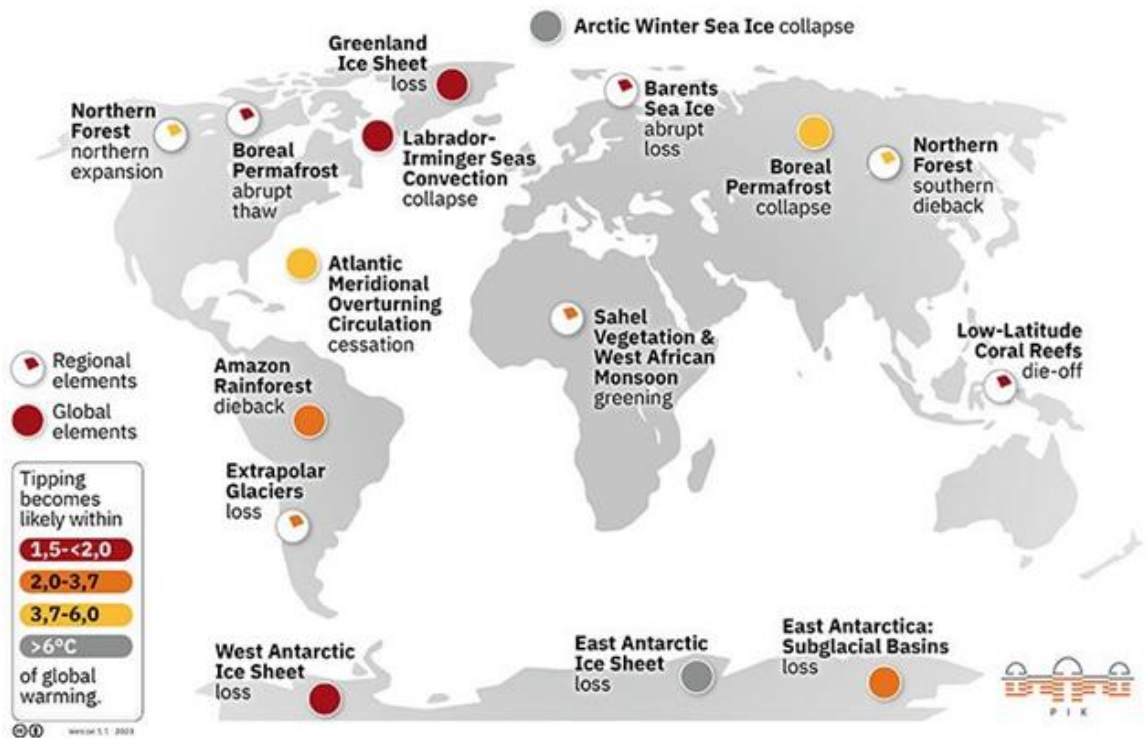 Arctic Winter Sea Ice collapse
Greenland
Ice Sheet
loss
Barents
Sea Ice
abrupt
loss
Northern
Forest
northern
expansion
Boreal
Permafrost
abrupt
thaw
Labrador-
Irminger Seas
Convection
collapse
Boreal
Permafrost
collapse
Northern
Forest
southern
dieback
Atlantic
Meridional
Overturning
Circulation
cessation
Sahel
Vegetation &
West African
Monsoon
greening
Low-Latitude
Coral Reefs
die-off
Regional
elements
Global
elements
Amazon
Rainforest
dieback
Extrapolar
Glaciers
loss
Tipping
becomes
likely within
1,5-<2,0
2,0-3,7
3,7-6,0
>6°C
of global
warming.
West Antarctic
Ice Sheet
loss
East Antarctic
Ice Sheet
loss
East Antarctica:
Subglacial Basins
loss
P I K
Version 5.1 2023